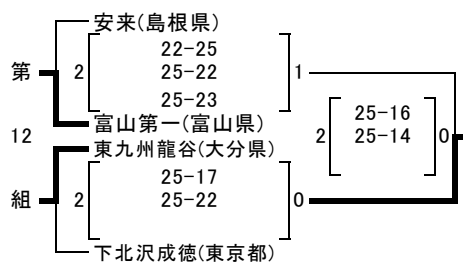 安来(島根県)
22-25
第 2 25-22 1
25-23
富山第一(富山県)
25-16
12 2 25-14 0
東九州龍谷(大分県)
25-17
組 2 25-22 0
下北沢成徳(東京都)